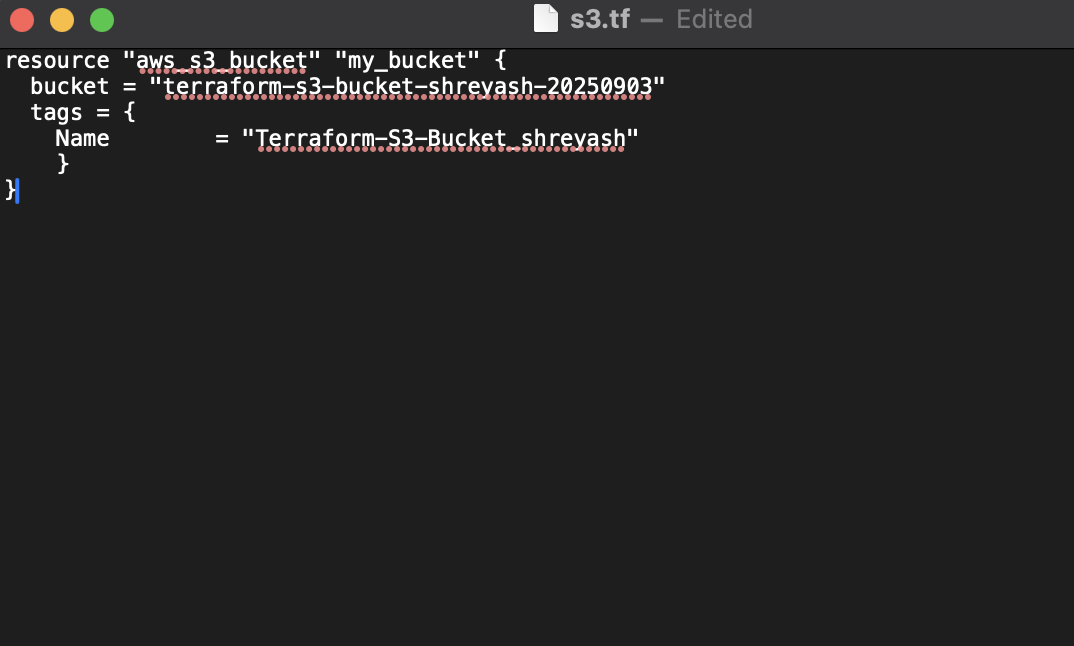 s3.tf — Edited
resource "aws_s3_bucket" "my_bucket" {
  bucket = "terraform-s3-bucket-shreyash-20250903"
  tags = {
    Name        = "Terraform-S3-Bucket_shreyash"
    }
}